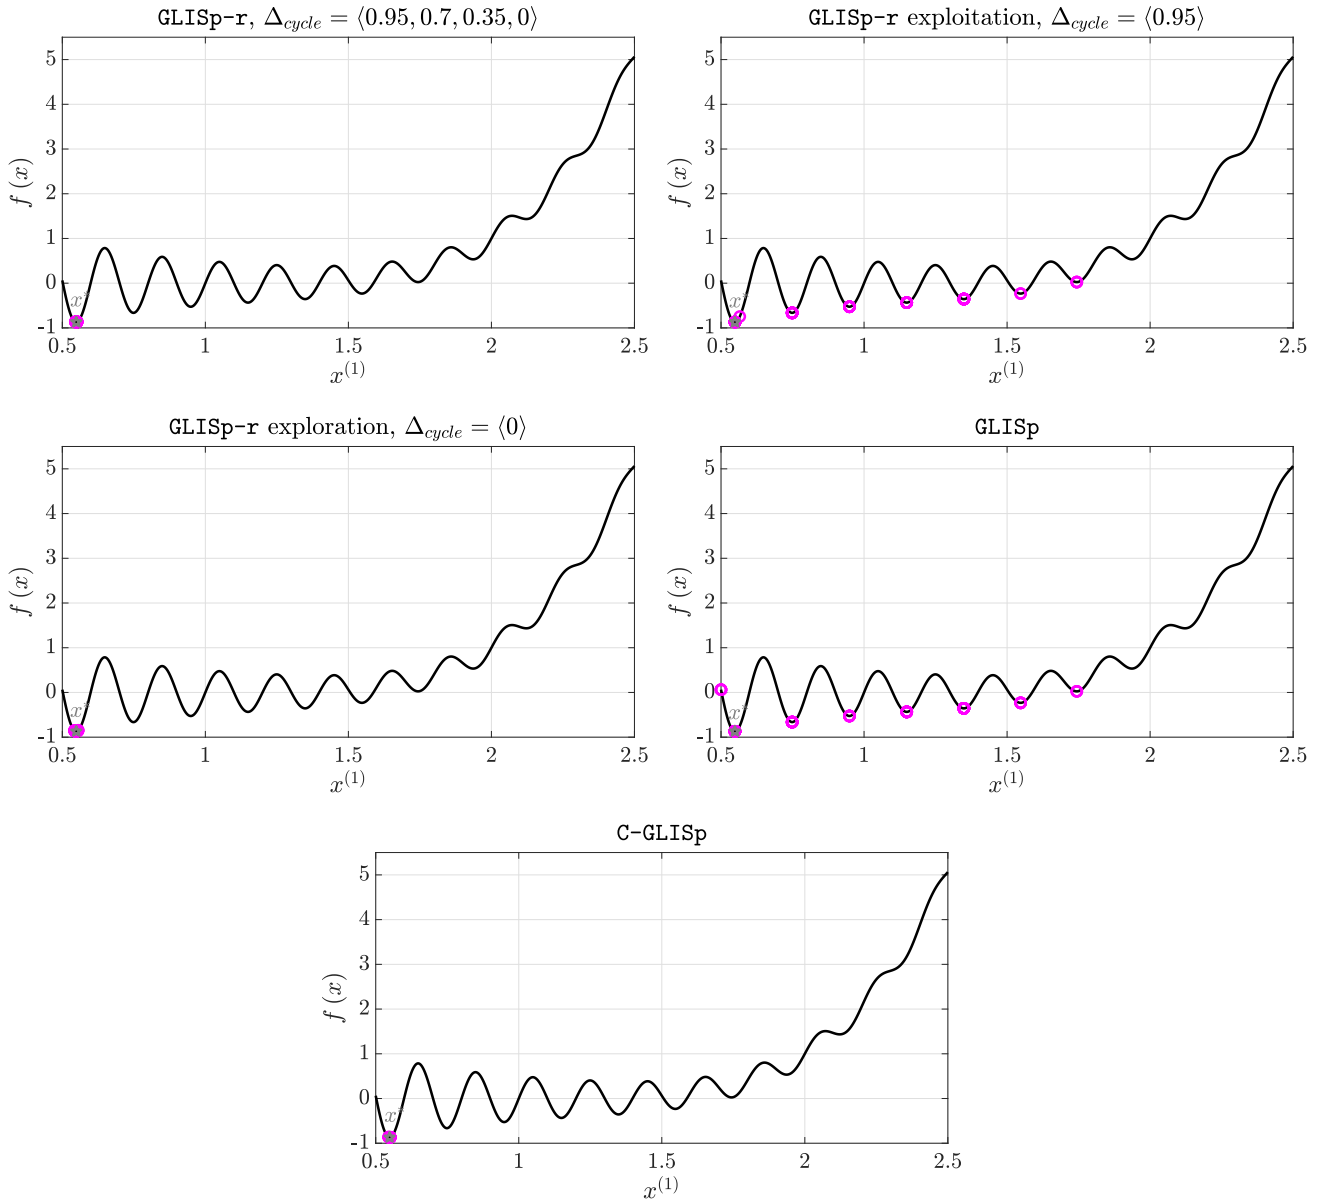 GLISp-r, Δcycle = ⟨0.95, 0.7, 0.35, 0⟩
5
4
3
2
1
0
-1
f (x)
x*
0.5 1 1.5 2 2.5
x^(1)
GLISp-r exploitation, Δcycle = ⟨0.95⟩
5
4
3
2
1
0
-1
f (x)
x*
0.5 1 1.5 2 2.5
x^(1)
GLISp-r exploration, Δcycle = ⟨0⟩
5
4
3
2
1
0
-1
f (x)
x*
0.5 1 1.5 2 2.5
x^(1)
GLISp
5
4
3
2
1
0
-1
f (x)
x*
0.5 1 1.5 2 2.5
x^(1)
C-GLISp
5
4
3
2
1
0
-1
f (x)
x*
0.5 1 1.5 2 2.5
x^(1)